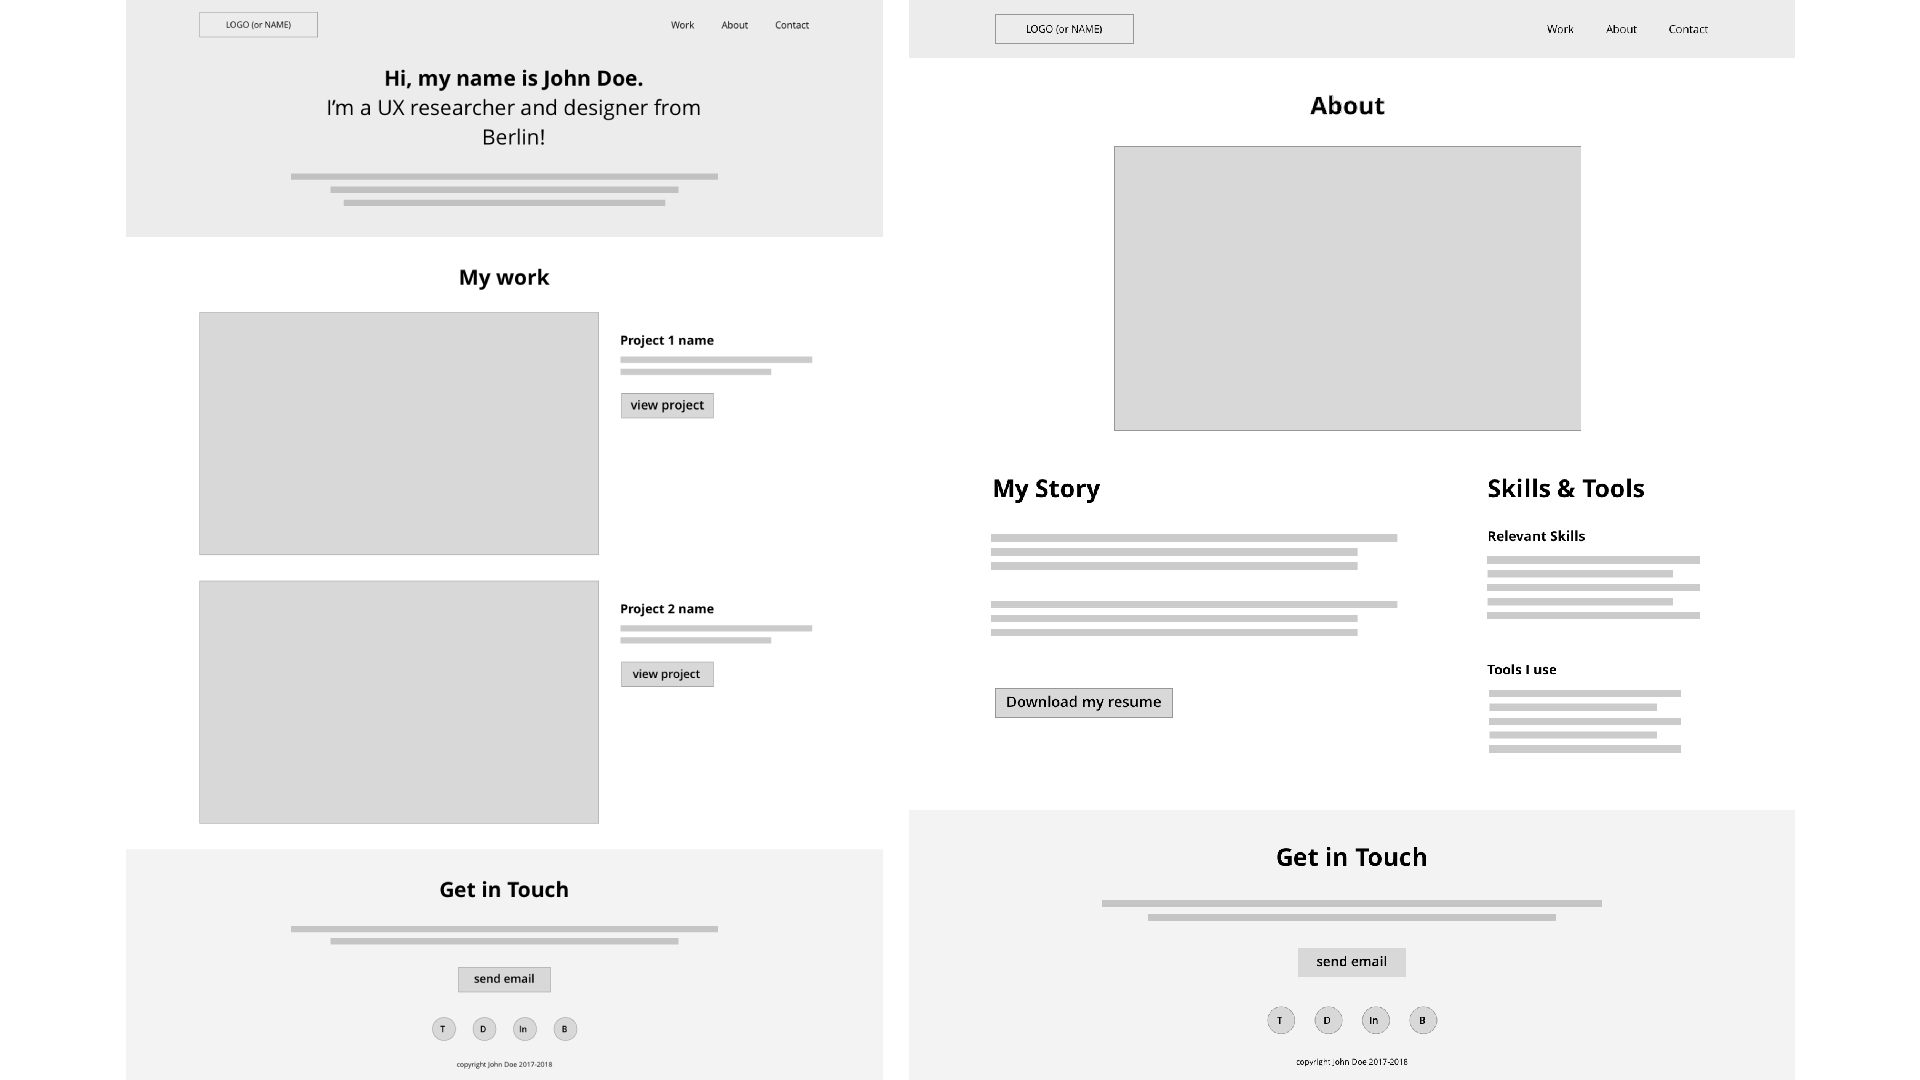 LOGO (or NAME)
Work About Contact
Hi, my name is John Doe.
I'm a UX researcher and designer from
Berlin!
My work
Project 1 name
view project
Project 2 name
view project
Get in Touch
send email
T D In B
copyright John Doe 2017-2018
LOGO (or NAME)
Work About Contact
About
My Story
Download my resume
Skills & Tools
Relevant Skills
Tools I use
Get in Touch
send email
T D In B
copyright John Doe 2017-2018